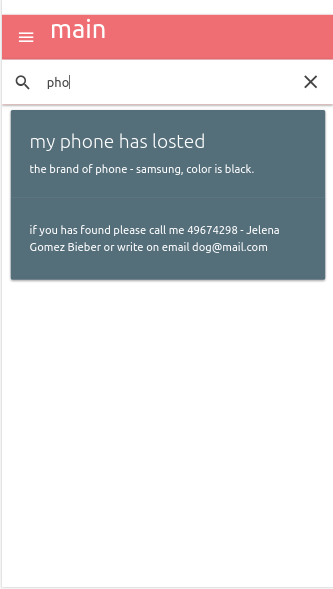 main
pho
my phone has losted
the brand of phone - samsung, color is black.
if you has found please call me 49674298 - Jelena
Gomez Bieber or write on email dog@mail.com